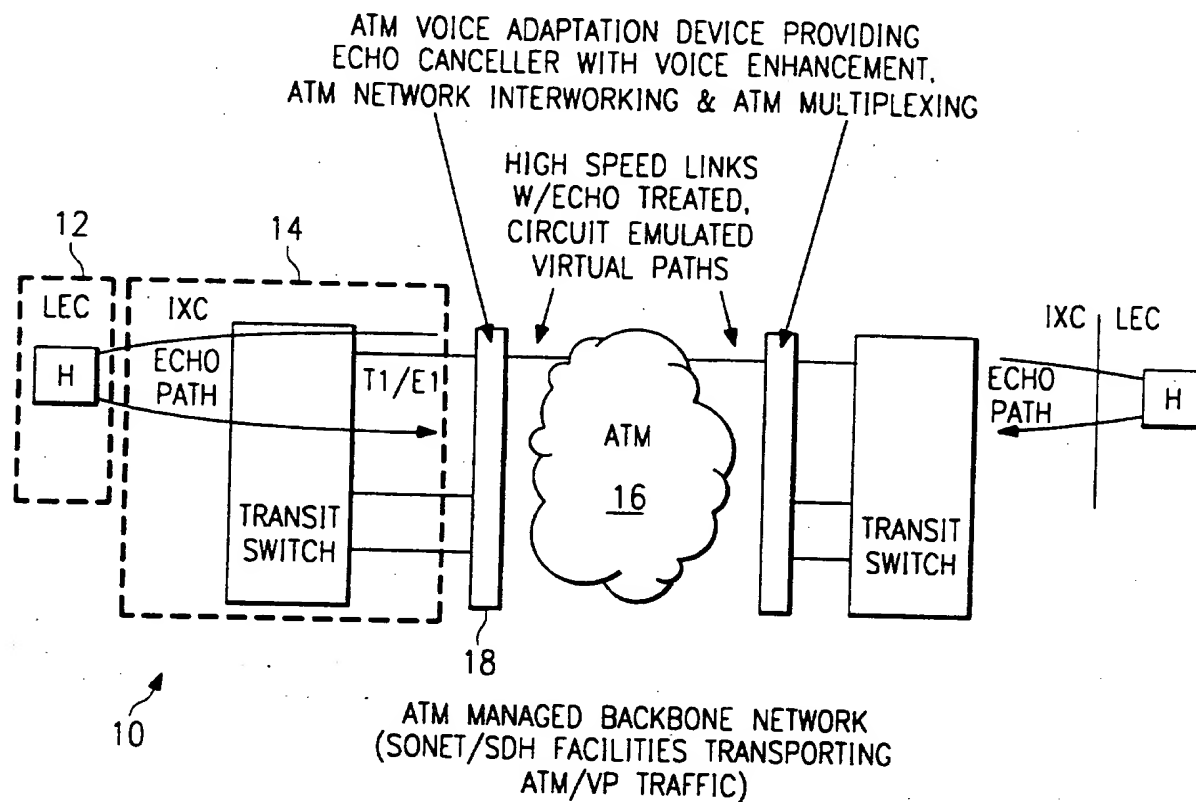 ATM VOICE ADAPTATION DEVICE PROVIDING
ECHO CANCELLER WITH VOICE ENHANCEMENT,
ATM NETWORK INTERWORKING & ATM MULTIPLEXING
HIGH SPEED LINKS
W/ECHO TREATED,
CIRCUIT EMULATED
VIRTUAL PATHS
12
14
LEC
IXC
H
ECHO
PATH
T1/E1
TRANSIT
SWITCH
ATM
16
TRANSIT
SWITCH
IXC
LEC
ECHO
PATH
H
18
10
ATM MANAGED BACKBONE NETWORK
(SONET/SDH FACILITIES TRANSPORTING
ATM/VP TRAFFIC)